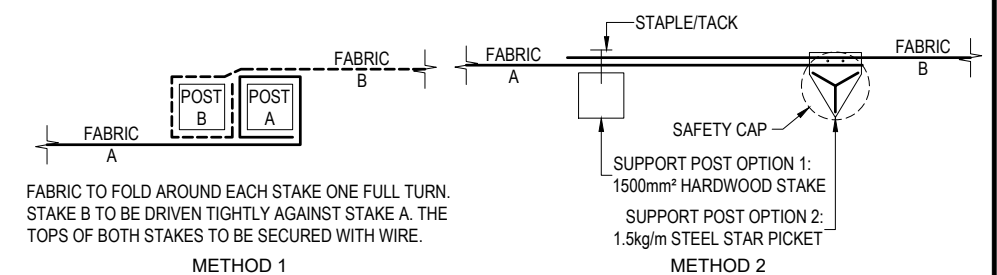 FABRIC
B
POST
B
POST
A
FABRIC
A
FABRIC TO FOLD AROUND EACH STAKE ONE FULL TURN.
STAKE B TO BE DRIVEN TIGHTLY AGAINST STAKE A. THE
TOPS OF BOTH STAKES TO BE SECURED WITH WIRE.
METHOD 1
STAPLE/TACK
FABRIC
A
FABRIC
B
SAFETY CAP
SUPPORT POST OPTION 1:
1500mm² HARDWOOD STAKE
SUPPORT POST OPTION 2:
1.5kg/m STEEL STAR PICKET
METHOD 2